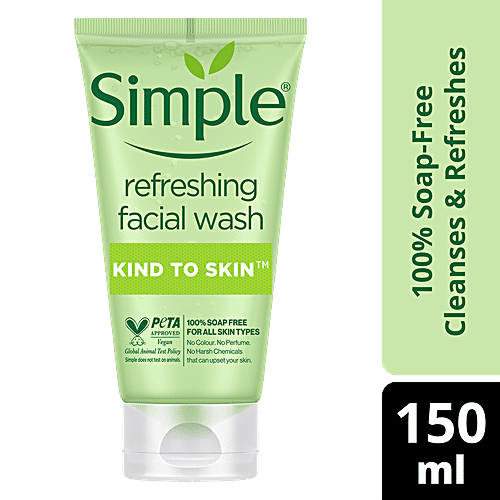 Simple®
refreshing
facial wash
KIND TO SKIN™
PeTA
APPROVED
Vegan
Global Animal Test Policy
Simple does not test on animals.
100% SOAP FREE
FOR ALL SKIN TYPES
No Colour. No Perfume.
No Harsh Chemicals
that can upset your skin.
100% Soap-Free
Cleanses & Refreshes
150
ml